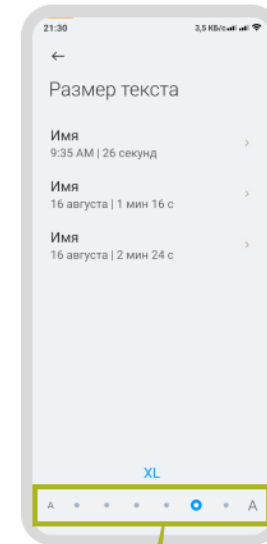 21:30 3,5 КБ/с
Размер текста
Имя
9:35 AM | 26 секунд
Имя
16 августа | 1 мин 16 с
Имя
16 августа | 2 мин 24 с
XL
A A